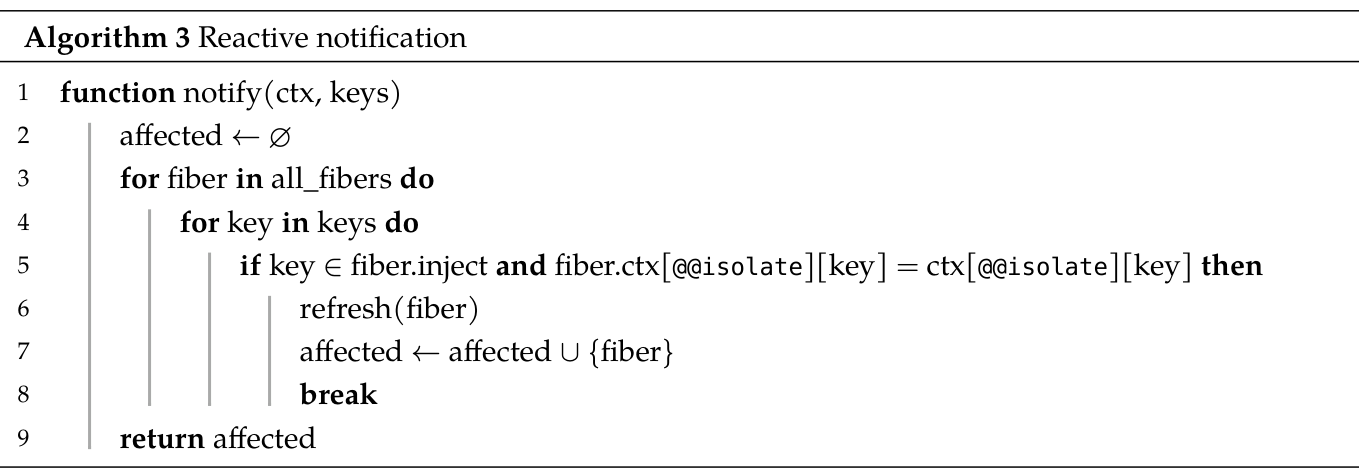 Algorithm 3 Reactive notification
1 function notify(ctx, keys)
2 affected ← ∅
3 for fiber in all_fibers do
4 for key in keys do
5 if key ∈ fiber.inject and fiber.ctx[@@isolate][key] = ctx[@@isolate][key] then
6 refresh(fiber)
7 affected ← affected ∪ {fiber}
8 break
9 return affected